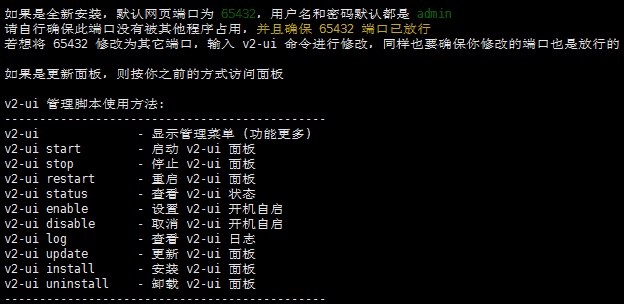 如果是全新安装，默认网页端口为 65432，用户名和密码默认都是 admin
请自行确保此端口没有被其他程序占用，并且确保 65432 端口已放行
若想将 65432 修改为其它端口，输入 v2-ui 命令进行修改，同样也要确保你修改的端口也是放行的
如果是更新面板，则按你之前的方式访问面板
v2-ui 管理脚本使用方法:
----------------------------------------------
v2-ui              - 显示管理菜单 (功能更多)
v2-ui start        - 启动 v2-ui 面板
v2-ui stop         - 停止 v2-ui 面板
v2-ui restart      - 重启 v2-ui 面板
v2-ui status       - 查看 v2-ui 状态
v2-ui enable       - 设置 v2-ui 开机自启
v2-ui disable      - 取消 v2-ui 开机自启
v2-ui log          - 查看 v2-ui 日志
v2-ui update       - 更新 v2-ui 面板
v2-ui install      - 安装 v2-ui 面板
v2-ui uninstall    - 卸载 v2-ui 面板
----------------------------------------------